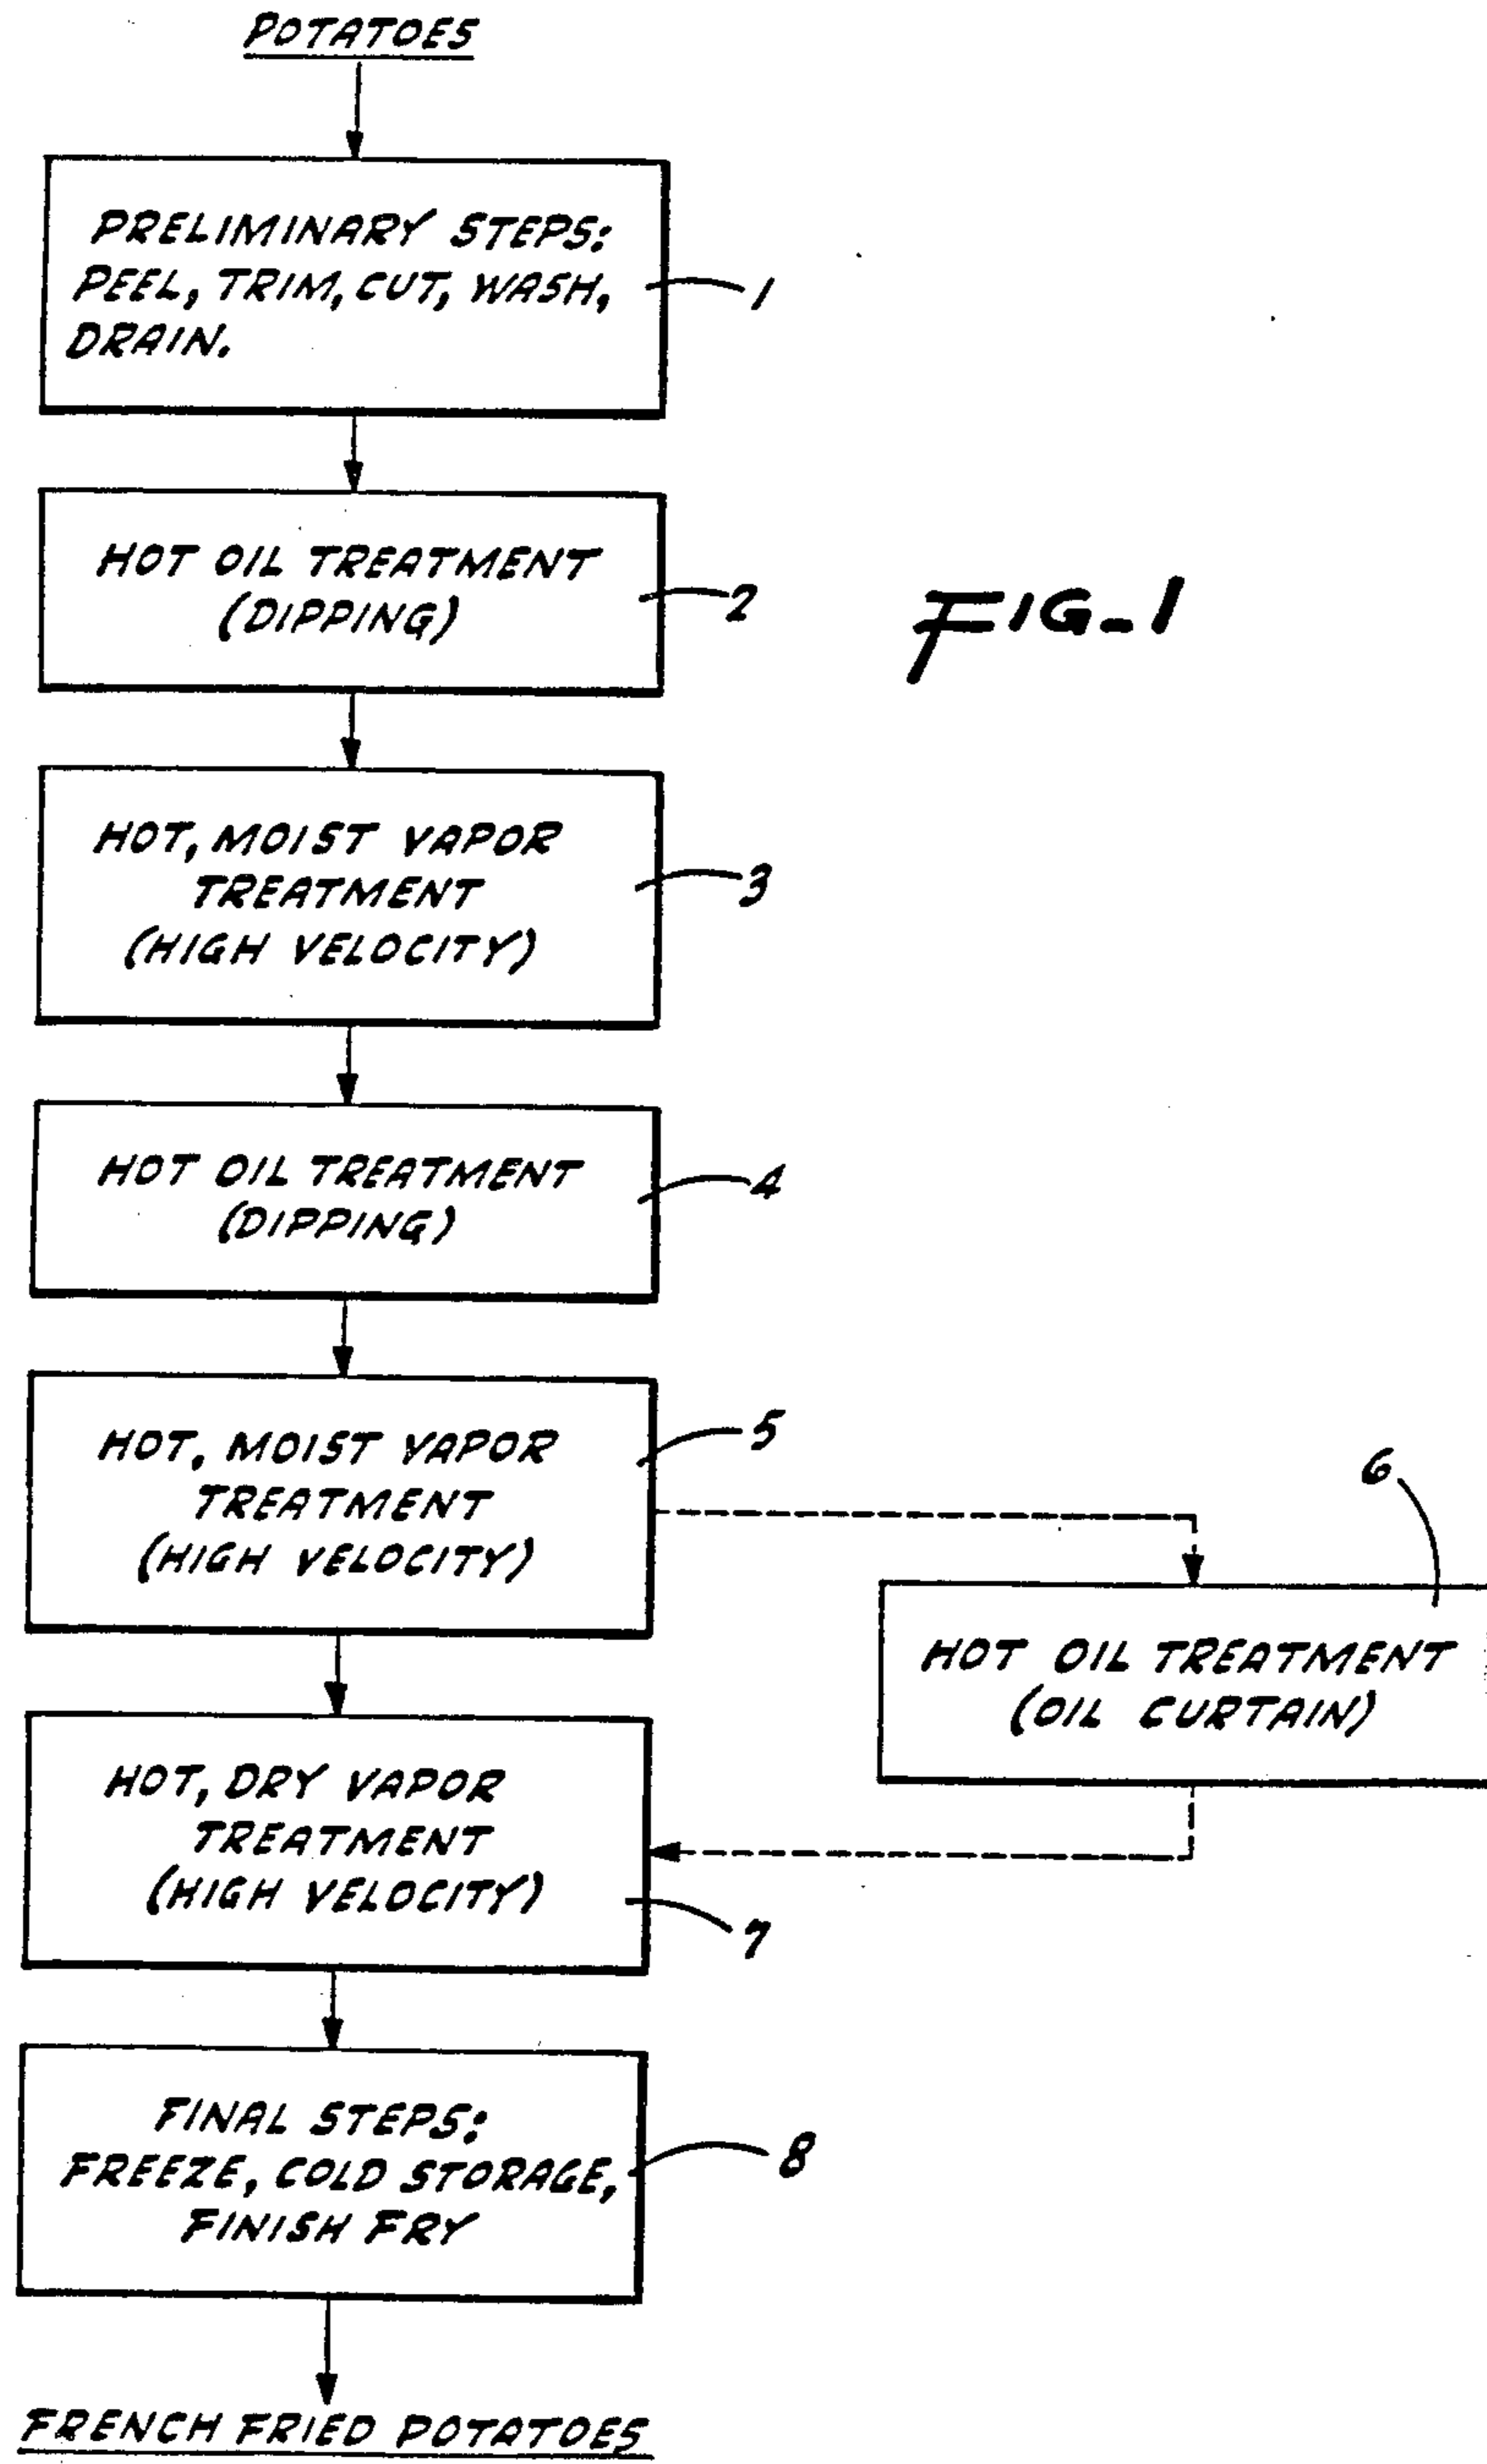 POTATOES
PRELIMINARY STEPS:
PEEL, TRIM, CUT, WASH,
DRAIN.
1
HOT OIL TREATMENT
(DIPPING)
2
FIG_1
HOT, MOIST VAPOR
TREATMENT
(HIGH VELOCITY)
3
HOT OIL TREATMENT
(DIPPING)
4
HOT, MOIST VAPOR
TREATMENT
(HIGH VELOCITY)
5
6
HOT OIL TREATMENT
(OIL CURTAIN)
HOT, DRY VAPOR
TREATMENT
(HIGH VELOCITY)
7
FINAL STEPS:
FREEZE, COLD STORAGE,
FINISH FRY
8
FRENCH FRIED POTATOES